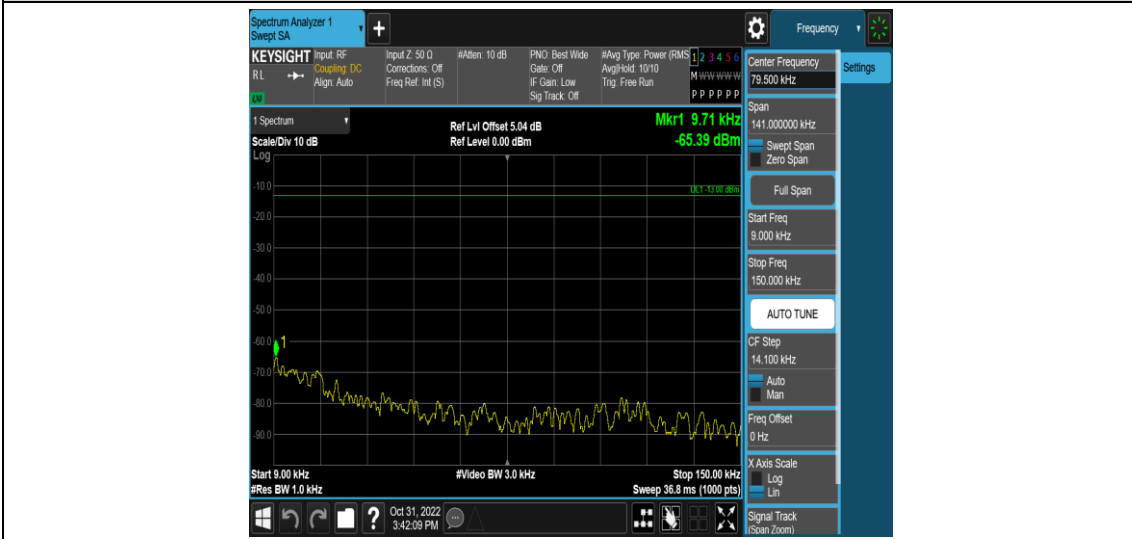 Spectrum Analyzer 1
Swept SA
+
Frequency
KEYSIGHT
RL
Input: RF
Coupling: DC
Align: Auto
Input Z: 50 Ω
Corrections: Off
Freq Ref: Int (S)
#Atten: 10 dB
PNO: Best Wide
Gate: Off
IF Gain: Low
Sig Track: Off
#Avg Type: Power (RMS
Avg|Hold: 10/10
Trig: Free Run
1 2 3 4 5 6
M W W W W W
P P P P P P
1 Spectrum
Scale/Div 10 dB
Log
Ref Lvl Offset 5.04 dB
Ref Level 0.00 dBm
Mkr1 9.71 kHz
-65.39 dBm
DL1 -13.00 dBm
-10.0
-20.0
-30.0
-40.0
-50.0
-60.0
1
-70.0
-80.0
-90.0
Start 9.00 kHz
#Res BW 1.0 kHz
#Video BW 3.0 kHz
Stop 150.00 kHz
Sweep 36.8 ms (1000 pts)
Center Frequency
79.500 kHz
Settings
Span
141.000000 kHz
Swept Span
Zero Span
Full Span
Start Freq
9.000 kHz
Stop Freq
150.000 kHz
AUTO TUNE
CF Step
14.100 kHz
Auto
Man
Freq Offset
0 Hz
X Axis Scale
Log
Lin
Signal Track
(Span Zoom)
?
Oct 31, 2022
3:42:09 PM